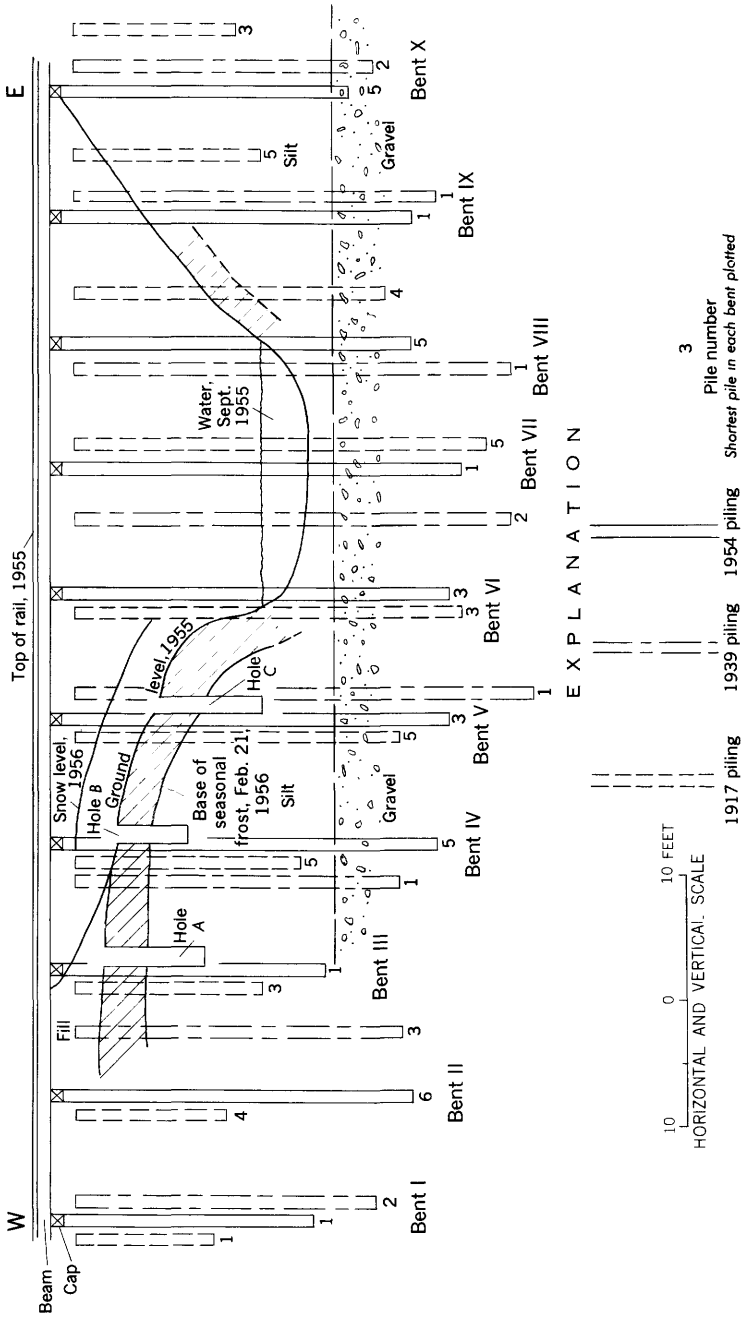 W
E
Top of rail, 1955
Beam
Cap
Fill
Snow level,
1956
Hole B
Ground
level, 1955
Hole
A
Hole
C
Base of
seasonal
frost, Feb. 21,
1956
Silt
Gravel
Water,
Sept.
1955
Silt
Gravel
1
1
2
4
6
3
3
1
1
5
5
5
3
1
3
3
2
1
5
1
5
4
1
1
5
5
2
3
Bent I
Bent II
Bent III
Bent IV
Bent V
Bent VI
Bent VII
Bent VIII
Bent IX
Bent X
EXPLANATION
1917 piling
1939 piling
1954 piling
3
Pile number
Shortest pile in each bent plotted
10 0 10 FEET
HORIZONTAL AND VERTICAL SCALE